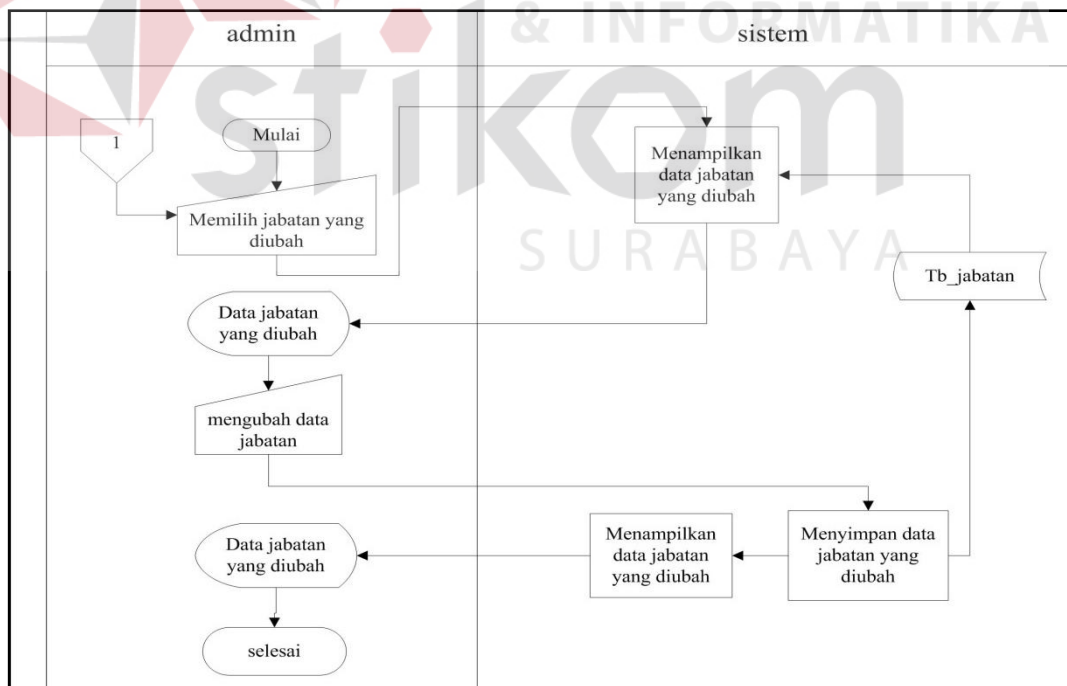 & INFORMATIKA
admin
sistem
stikom
SURABAYA
1
Mulai
Menampilkan
data jabatan
yang diubah
Memilih jabatan yang
diubah
Tb_jabatan
Data jabatan
yang diubah
mengubah data
jabatan
Data jabatan
yang diubah
Menampilkan
data jabatan
yang diubah
Menyimpan data
jabatan yang
diubah
selesai